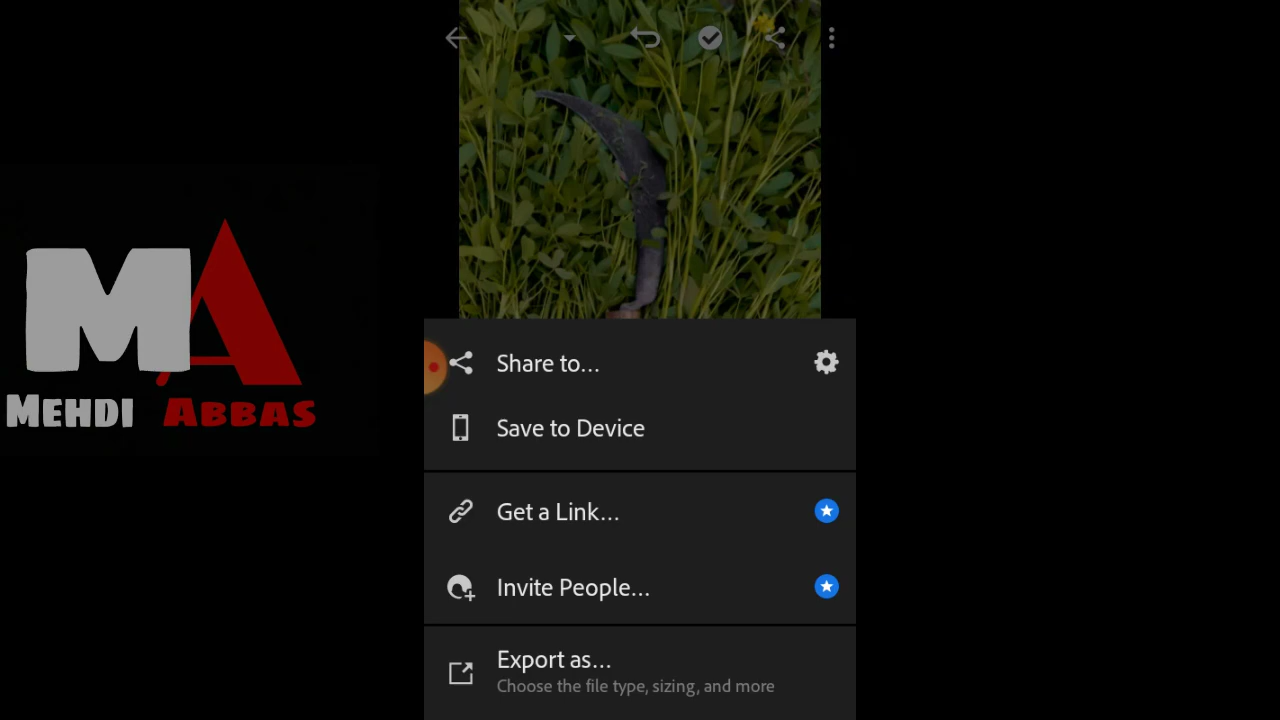 MA
MEHDI ABBAS
Share to...
Save to Device
Get a Link...
Invite People...
Export as...
Choose the file type, sizing, and more